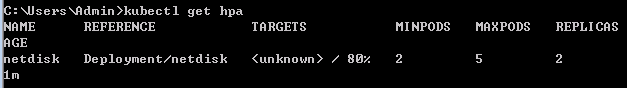 C:\Users\Admin>kubectl get hpa
NAME REFERENCE TARGETS MINPODS MAXPODS REPLICAS
AGE
netdisk Deployment/netdisk <unknown> / 80% 2 5 2
1m